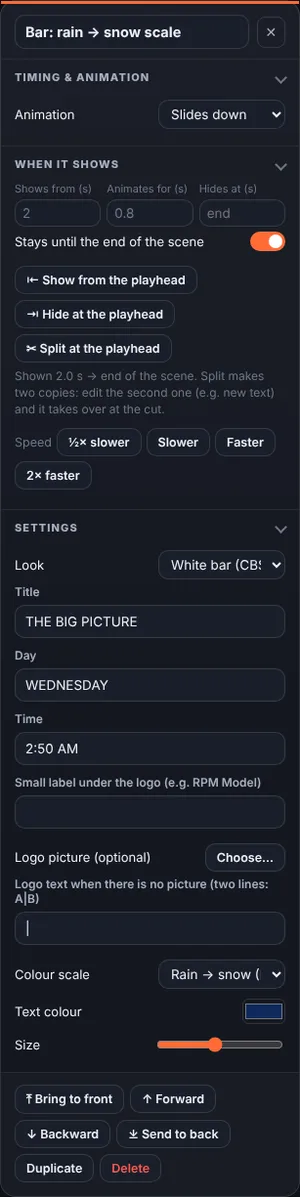 Bar: rain → snow scale ✕
TIMING & ANIMATION
Animation Slides down
WHEN IT SHOWS
Shows from (s) Animates for (s) Hides at (s)
2 0.8 end
Stays until the end of the scene
⇤ Show from the playhead
⇥ Hide at the playhead
✂ Split at the playhead
Shown 2.0 s → end of the scene. Split makes
two copies: edit the second one (e.g. new text)
and it takes over at the cut.
Speed ½× slower Slower Faster
2× faster
SETTINGS
Look White bar (CBS
Title
THE BIG PICTURE
Day
WEDNESDAY
Time
2:50 AM
Small label under the logo (e.g. RPM Model)
Logo picture (optional) Choose...
Logo text when there is no picture (two lines:
A|B)
|
Colour scale Rain → snow (
Text colour
Size
⤒ Bring to front ↑ Forward
↓ Backward ⤓ Send to back
Duplicate Delete